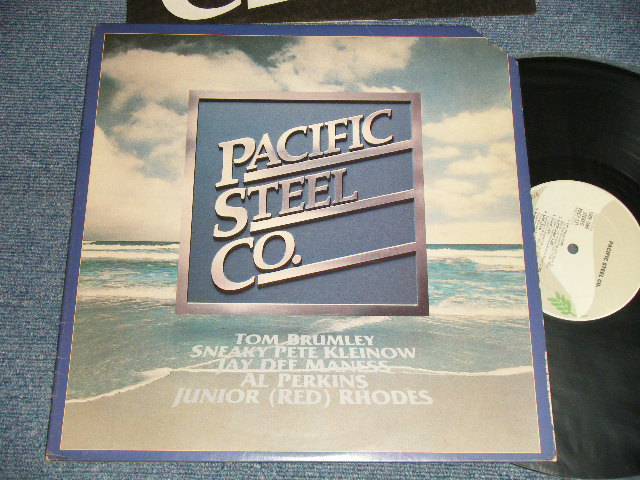 PACIFIC
STEEL
CO.
TOM BRUMLEY
SNEAKY PETE KLEINOW
JAY DEE MANESS
AL PERKINS
JUNIOR (RED) RHODES
PACIFIC STEEL CO.